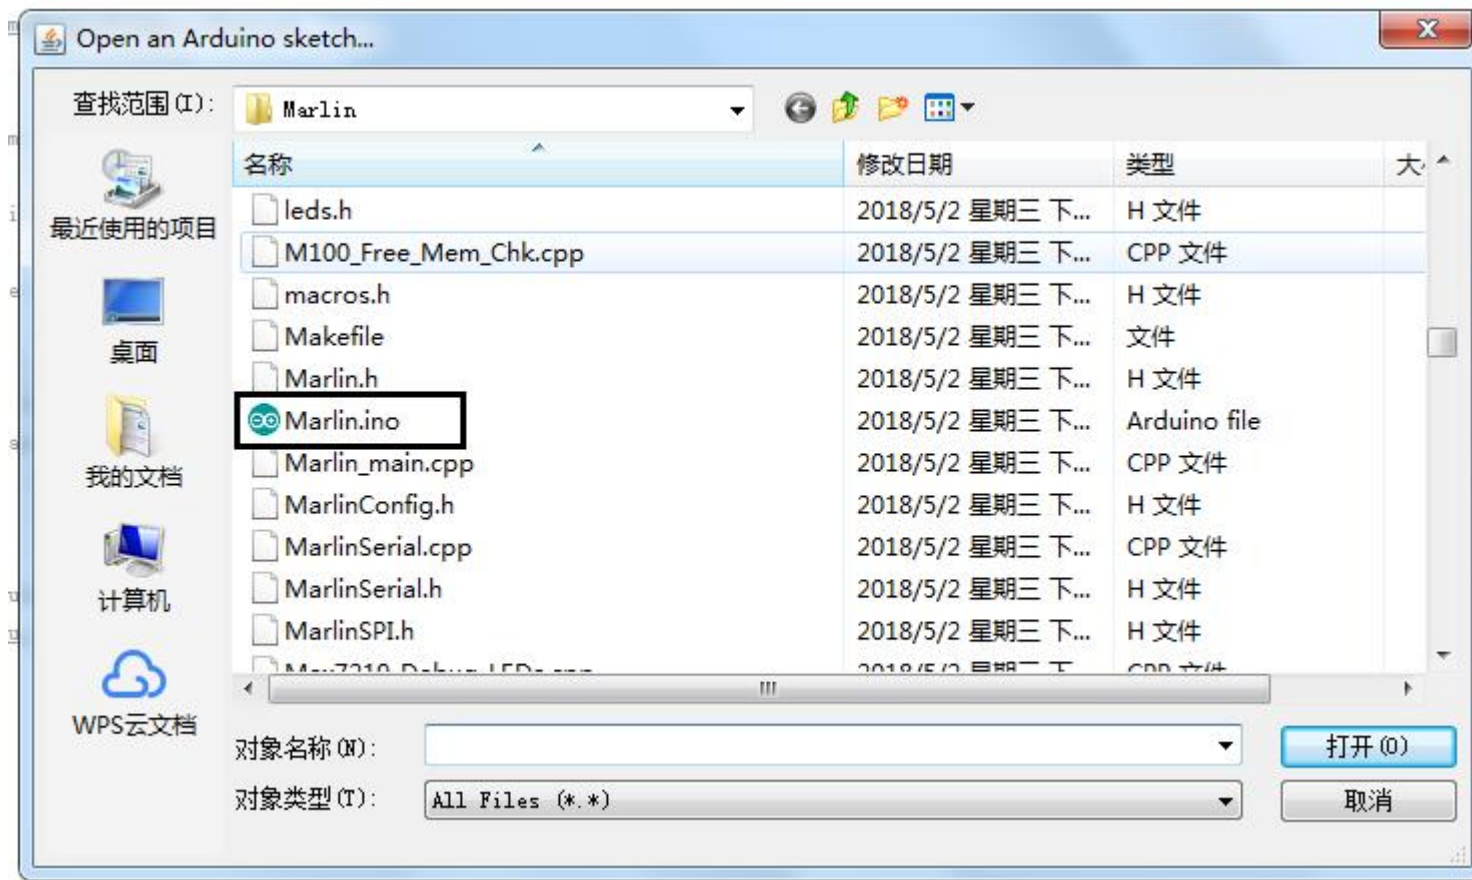 Open an Arduino sketch...
查找范围(I): Marlin
名称 修改日期 类型 大
leds.h 2018/5/2 星期三 下... H 文件
M100_Free_Mem_Chk.cpp 2018/5/2 星期三 下... CPP 文件
macros.h 2018/5/2 星期三 下... H 文件
Makefile 2018/5/2 星期三 下... 文件
Marlin.h 2018/5/2 星期三 下... H 文件
Marlin.ino 2018/5/2 星期三 下... Arduino file
Marlin_main.cpp 2018/5/2 星期三 下... CPP 文件
MarlinConfig.h 2018/5/2 星期三 下... H 文件
MarlinSerial.cpp 2018/5/2 星期三 下... CPP 文件
MarlinSerial.h 2018/5/2 星期三 下... H 文件
MarlinSPI.h 2018/5/2 星期三 下... H 文件
最近使用的项目
桌面
我的文档
计算机
WPS云文档
对象名称(N): 打开(O)
对象类型(T): All Files (*.*) 取消